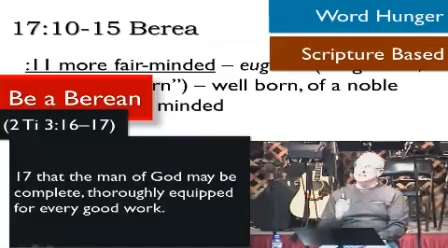 17:10-15 Berea
Word Hunger
Scripture Based
:11 more fair-minded –
rn”) – well born, of a noble
minded
Be a Berean
(2 Ti 3:16–17)
17 that the man of God may be
complete, thoroughly equipped
for every good work.